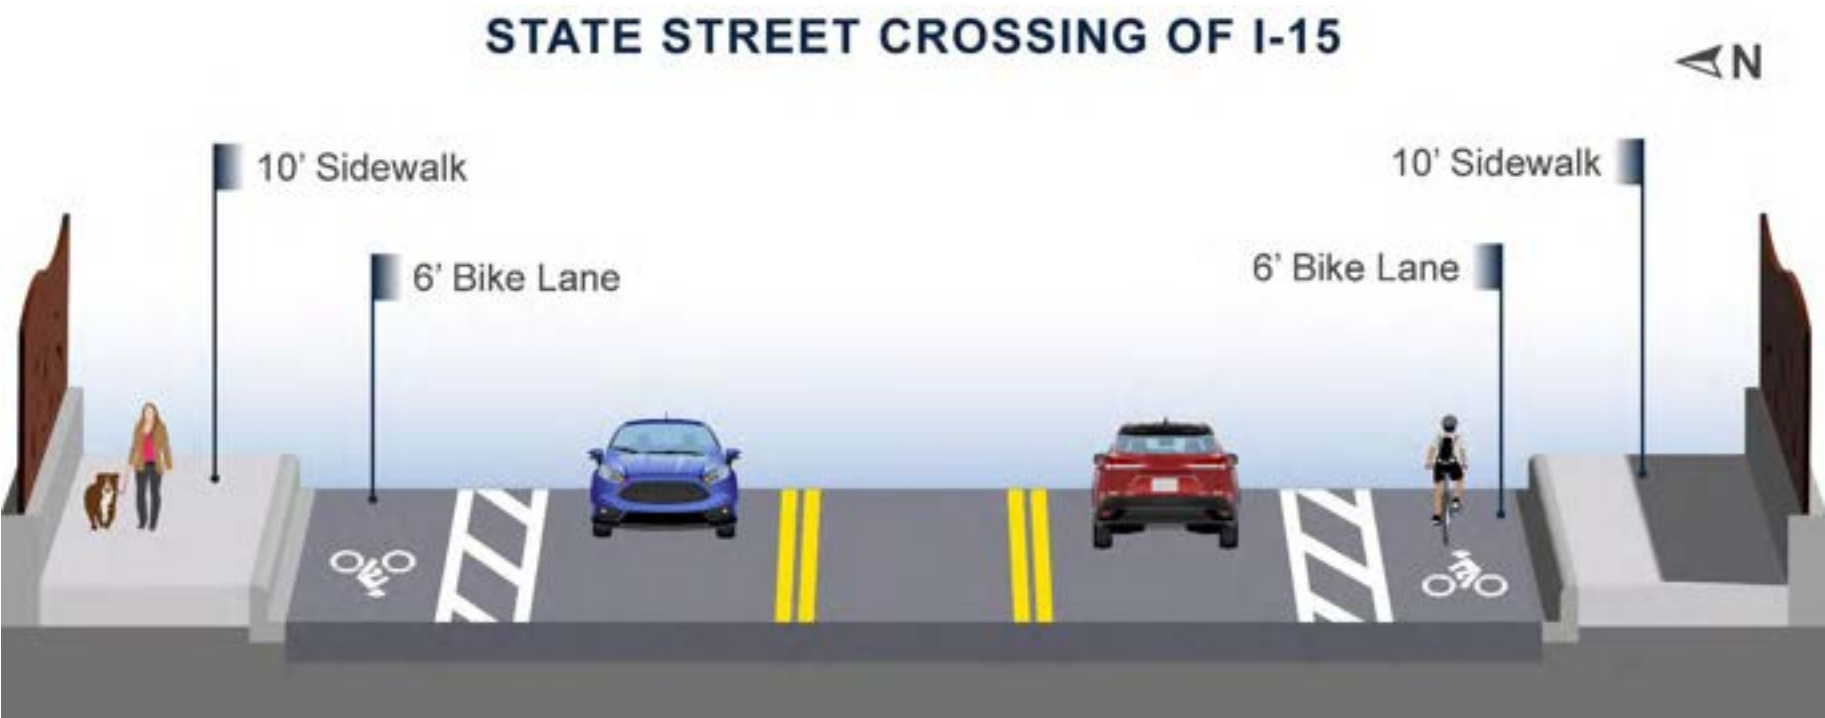 STATE STREET CROSSING OF I-15
N
10’ Sidewalk
10’ Sidewalk
6’ Bike Lane
6’ Bike Lane